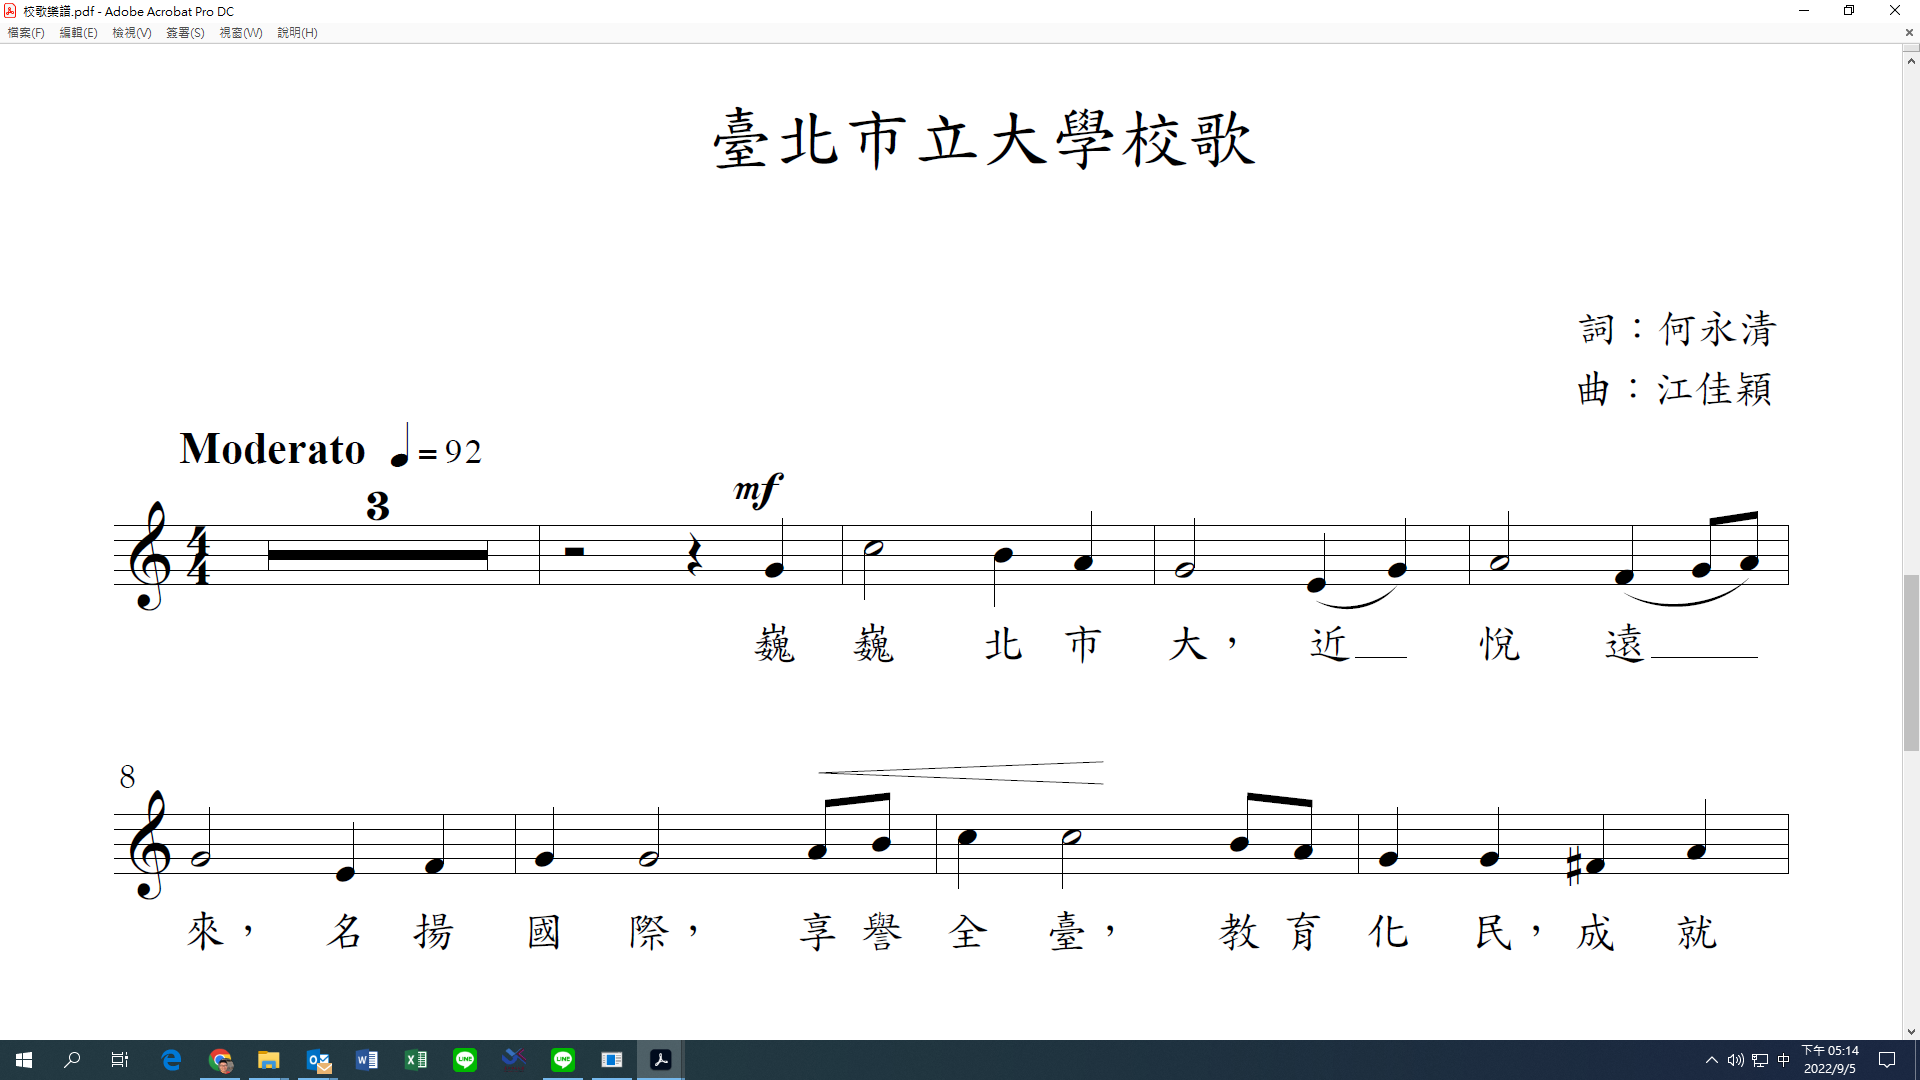 校歌樂譜.pdf - Adobe Acrobat Pro DC
檔案(F) 編輯(E) 檢視(V) 簽署(S) 視窗(W) 說明(H)
臺北市立大學校歌
詞：何永清
曲：江佳穎
Moderato ♩=92
3
mf
4
4
巍 巍 北 市 大， 近 悅 遠
8
來， 名 揚 國 際， 享 譽 全 臺， 教 育 化 民，成 就
中 下午 05:14
2022/9/5